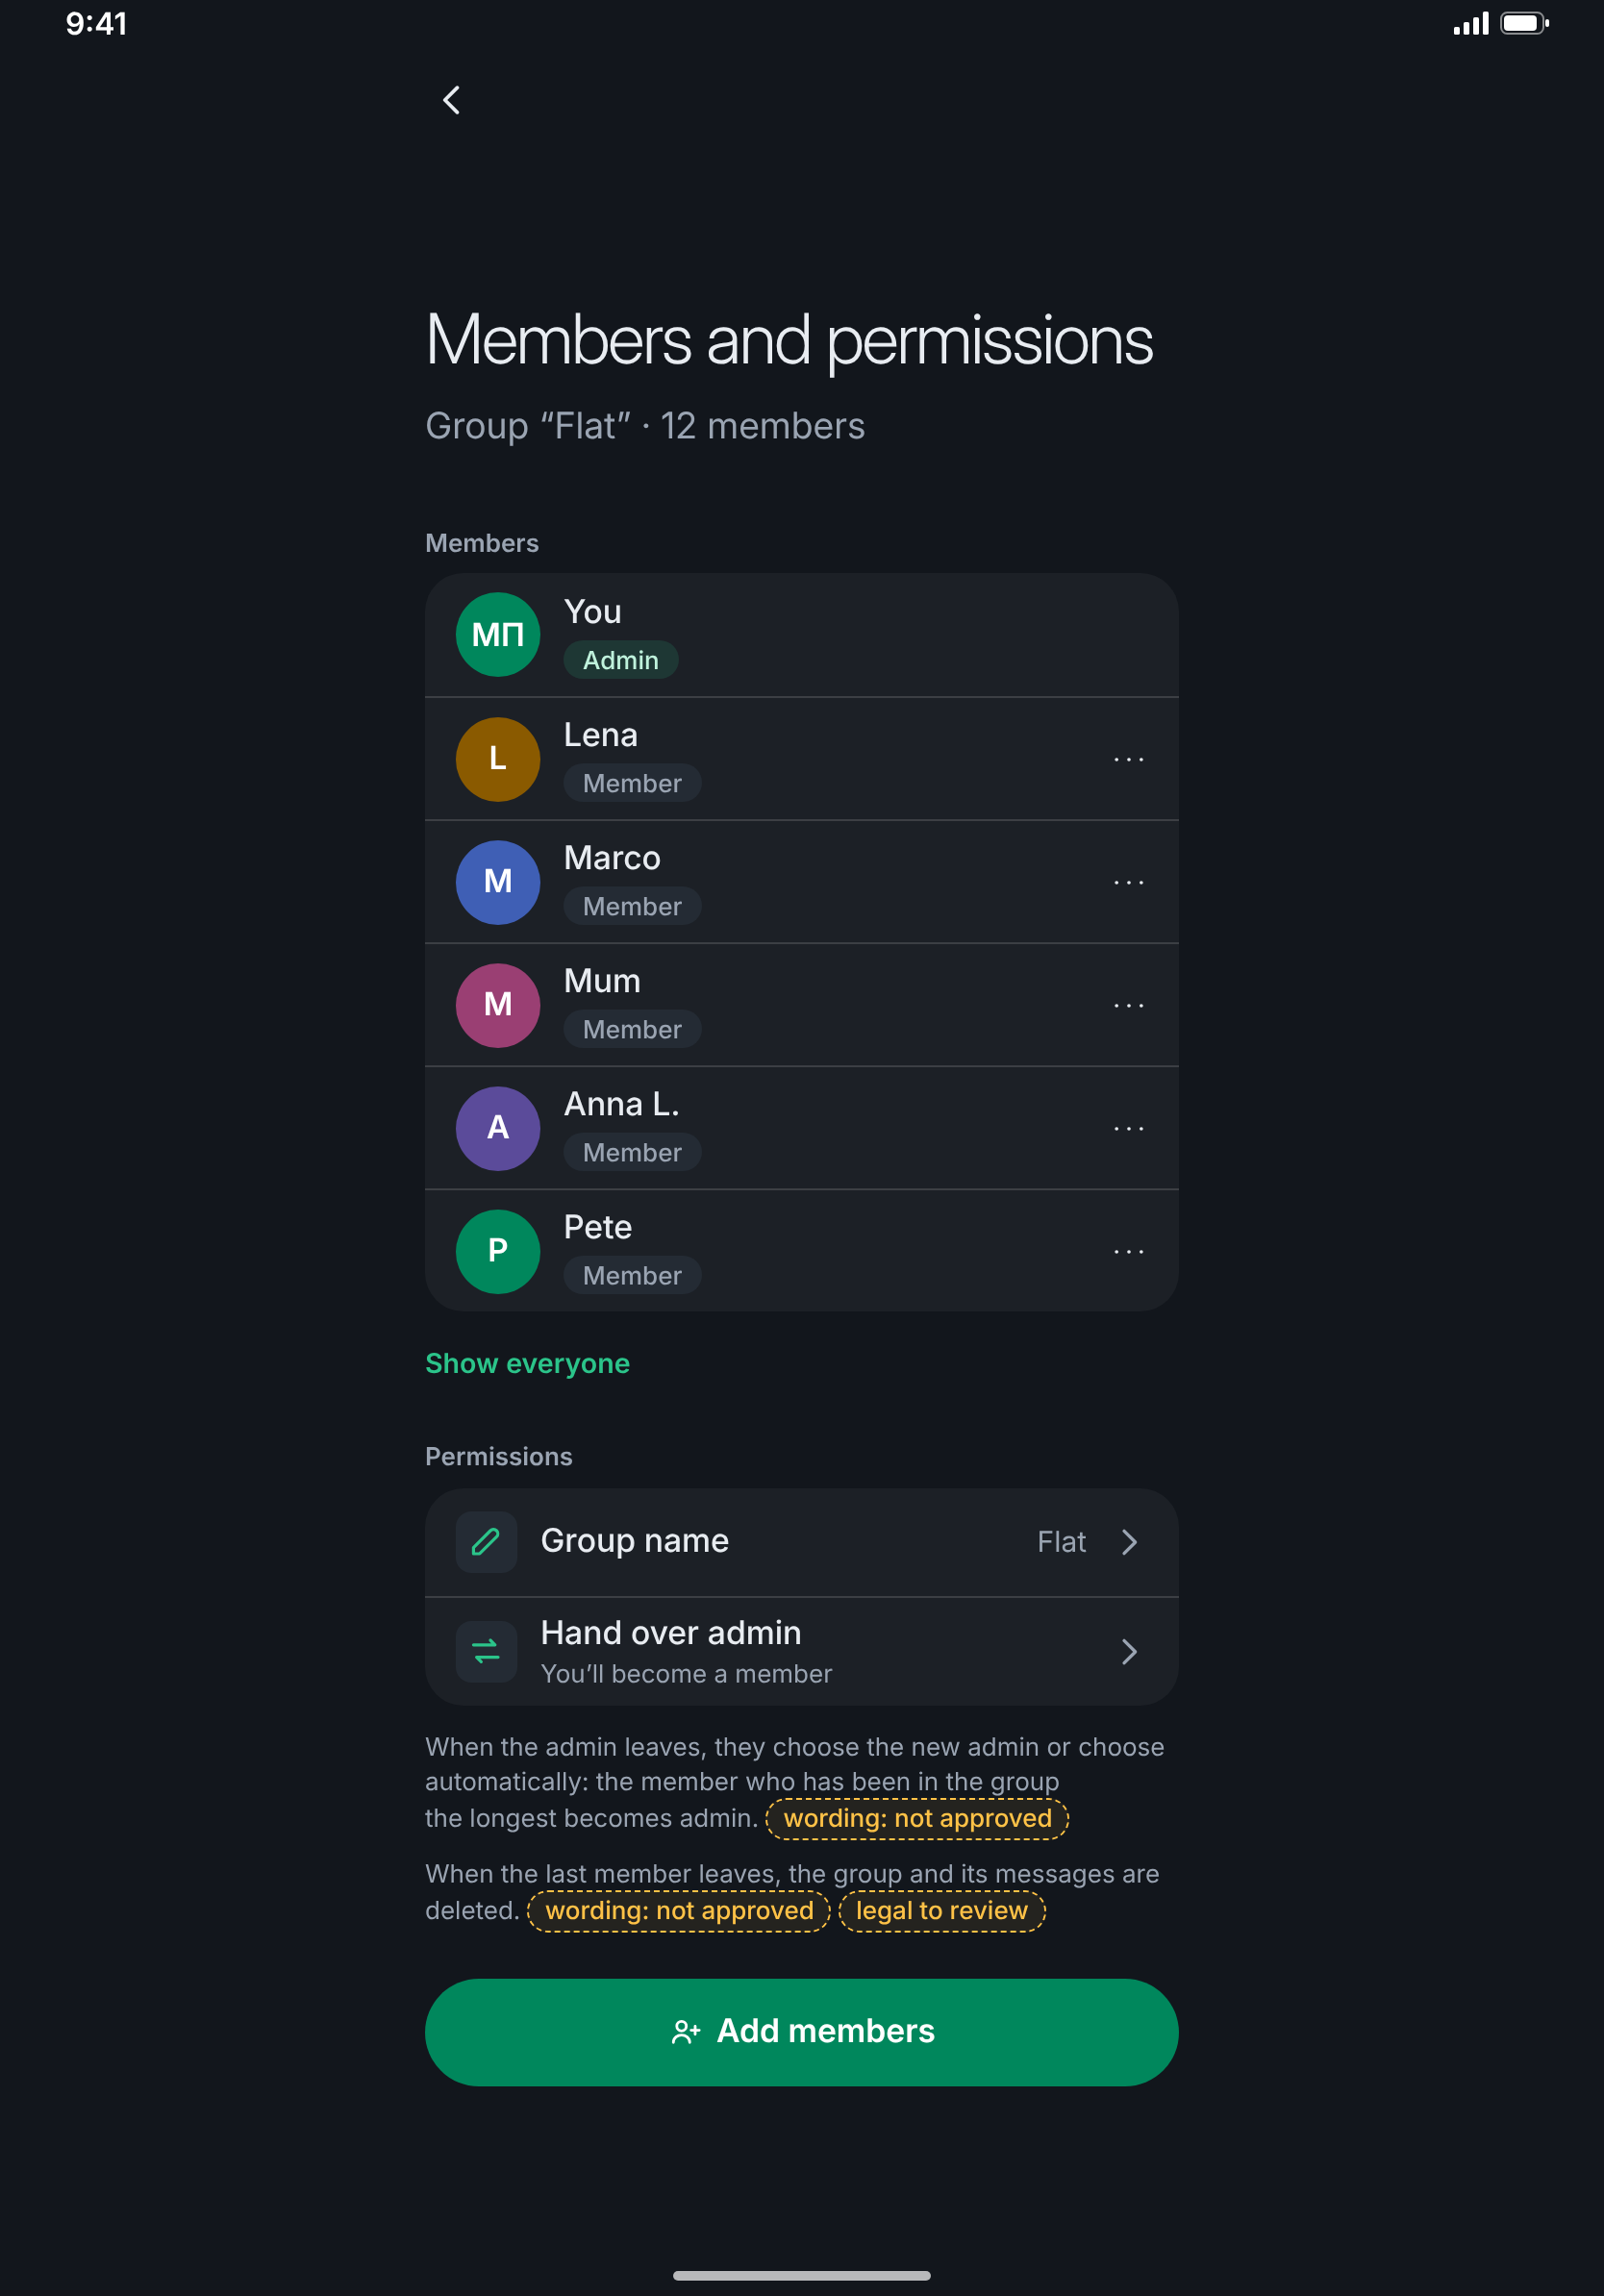 9:41
Members and permissions
Group “Flat” · 12 members
Members
МП
You
Admin
L
Lena
Member
M
Marco
Member
M
Mum
Member
A
Anna L.
Member
P
Pete
Member
Show everyone
Permissions
Group name
Flat
Hand over admin
You’ll become a member
When the admin leaves, they choose the new admin or choose
automatically: the member who has been in the group
the longest becomes admin. wording: not approved
When the last member leaves, the group and its messages are
deleted. wording: not approved legal to review
Add members